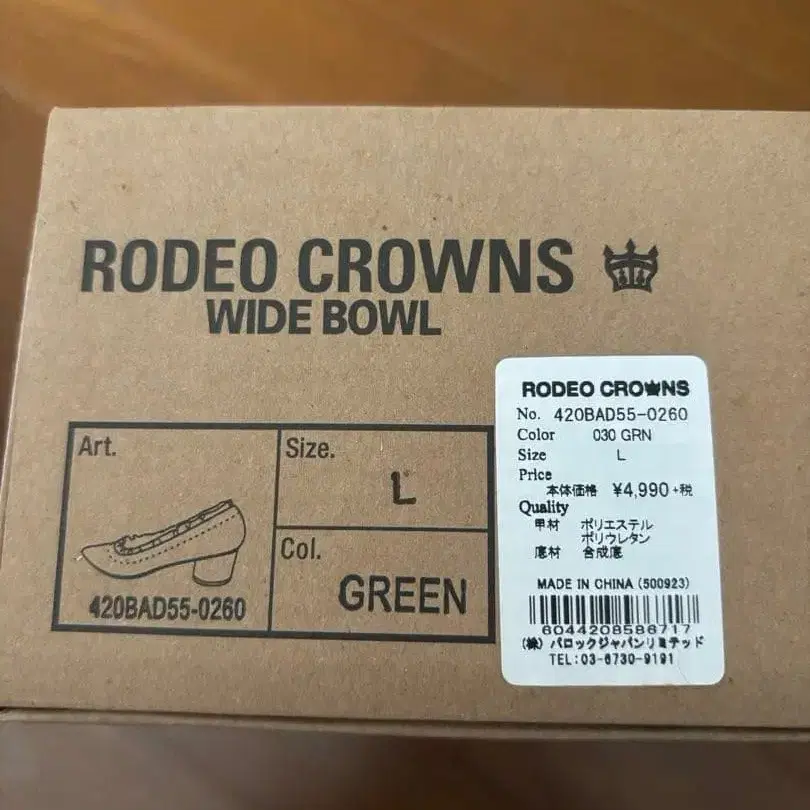 RODEO CROWNS
WIDE BOWL
Art.
420BAD55-0260
Size.
L
Col.
GREEN
RODEO CROWNS
No. 420BAD55-0260
Color 030 GRN
Size L
Price
本体価格 ¥4,990+税
Quality
甲材 ポリエステル
ポリウレタン
底材 合成底
MADE IN CHINA (500923)
6044208586717
(株) バロックジャパンリミテッド
TEL:03-6730-9191